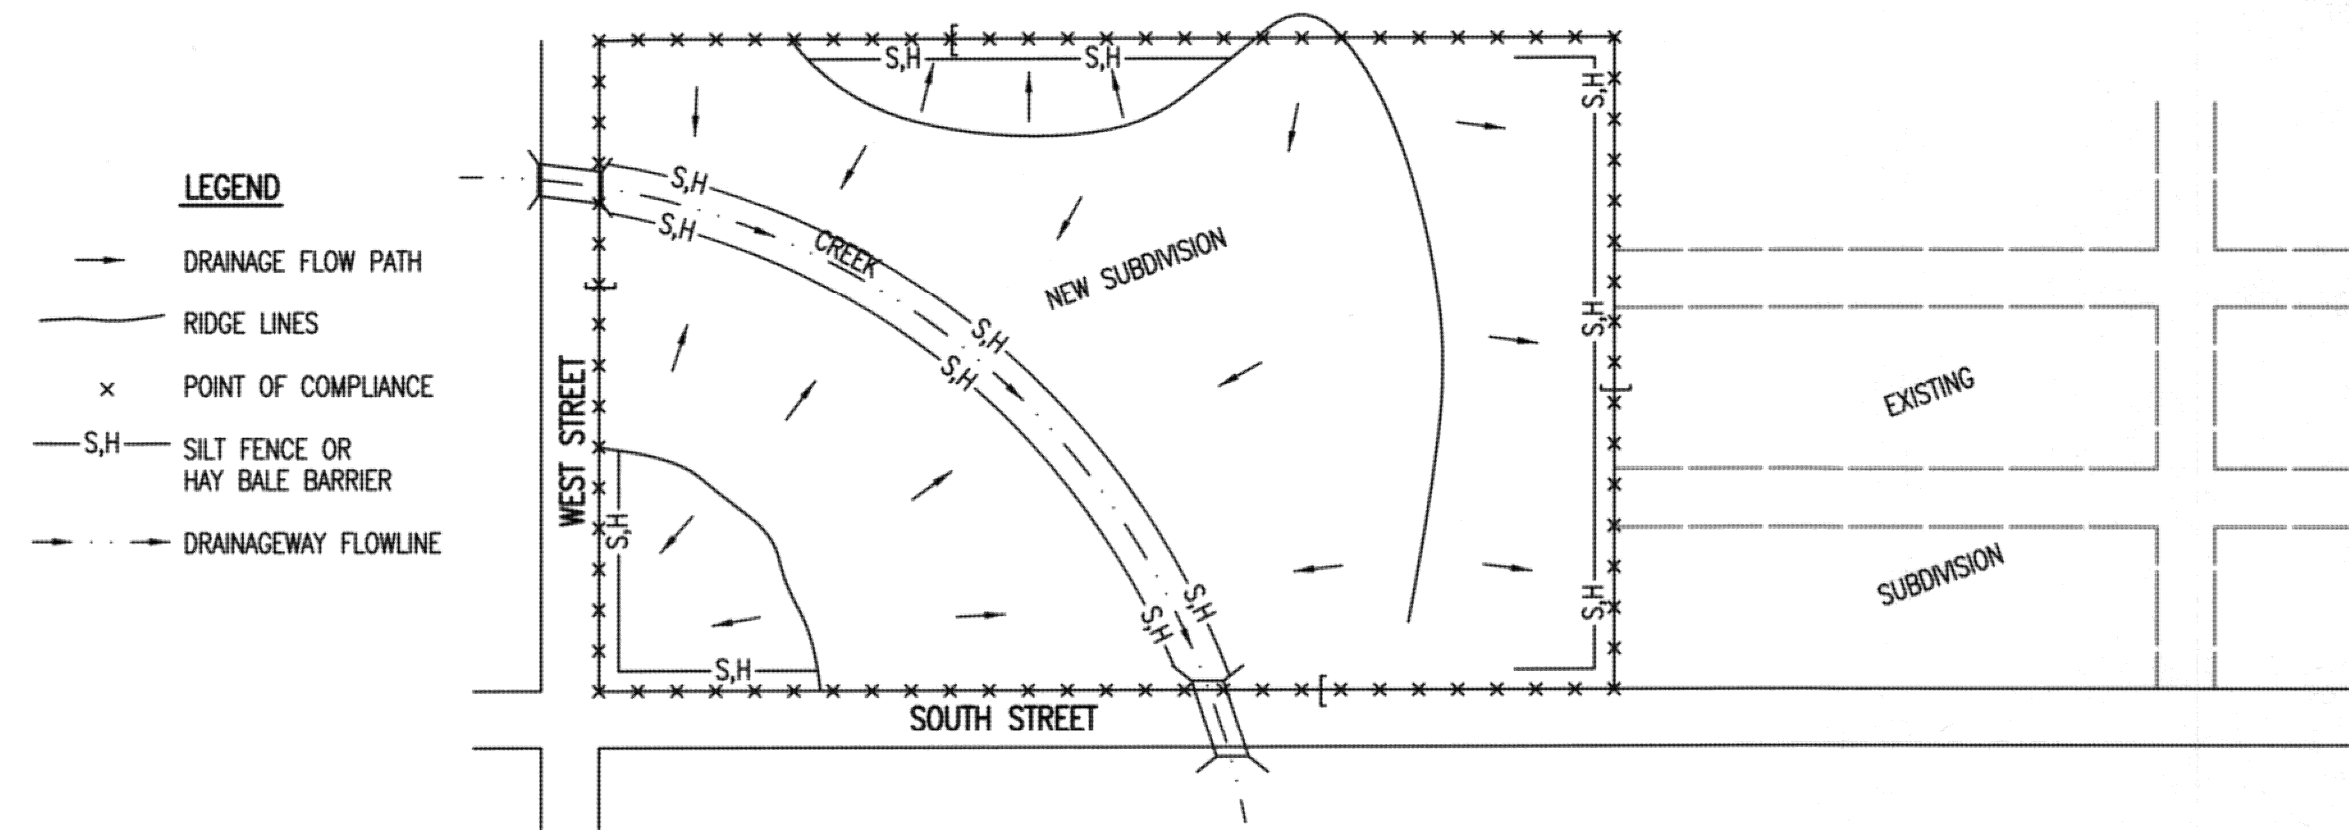 LEGEND
DRAINAGE FLOW PATH
RIDGE LINES
x POINT OF COMPLIANCE
S,H SILT FENCE OR
HAY BALE BARRIER
DRAINAGEWAY FLOWLINE
S,H
S,H
S,H
S,H
S,H
CREEK
NEW SUBDIVISION
S,H
S,H
S,H
WEST STREET
EXISTING
S,H
SUBDIVISION
S,H
S,H
S,H
S,H
SOUTH STREET